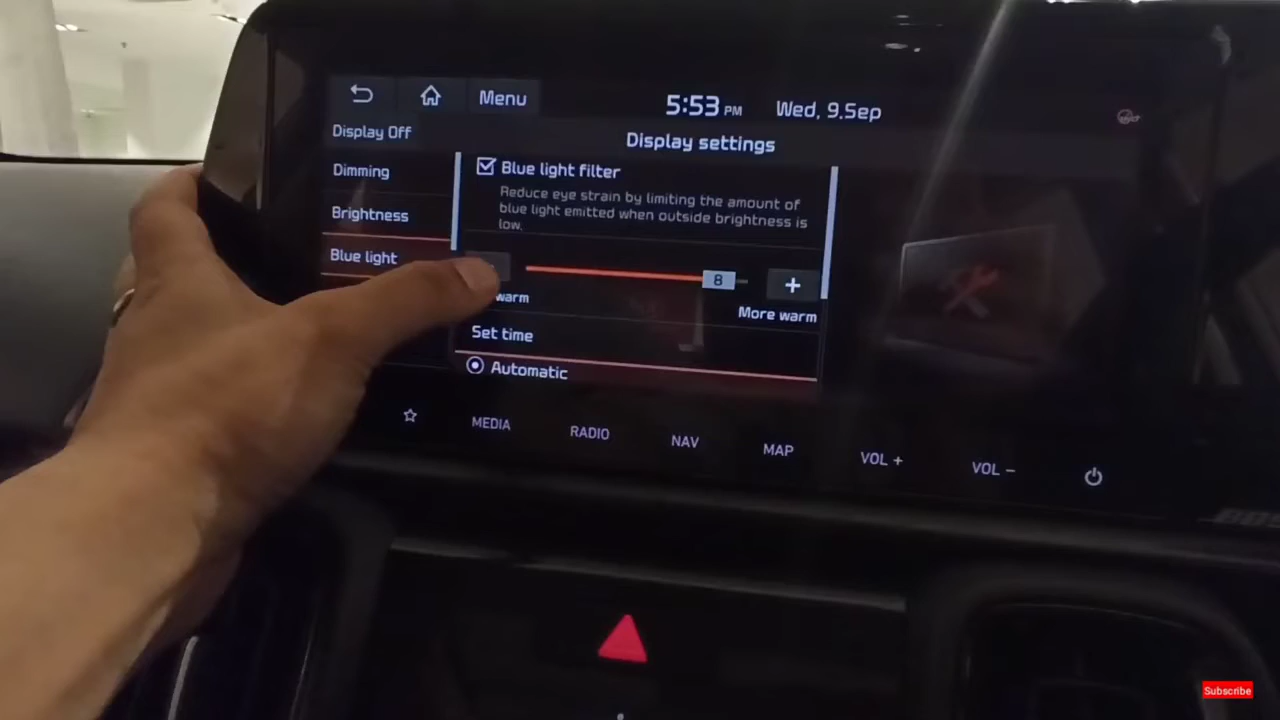 Menu
5:53 PM
Wed, 9.Sep
Display settings
Display Off
Dimming
Brightness
Blue light
Blue light filter
Reduce eye strain by limiting the amount of
blue light emitted when outside brightness is
low.
8
+
warm
More warm
Set time
Automatic
MEDIA
RADIO
NAV
MAP
VOL +
VOL −
Subscribe